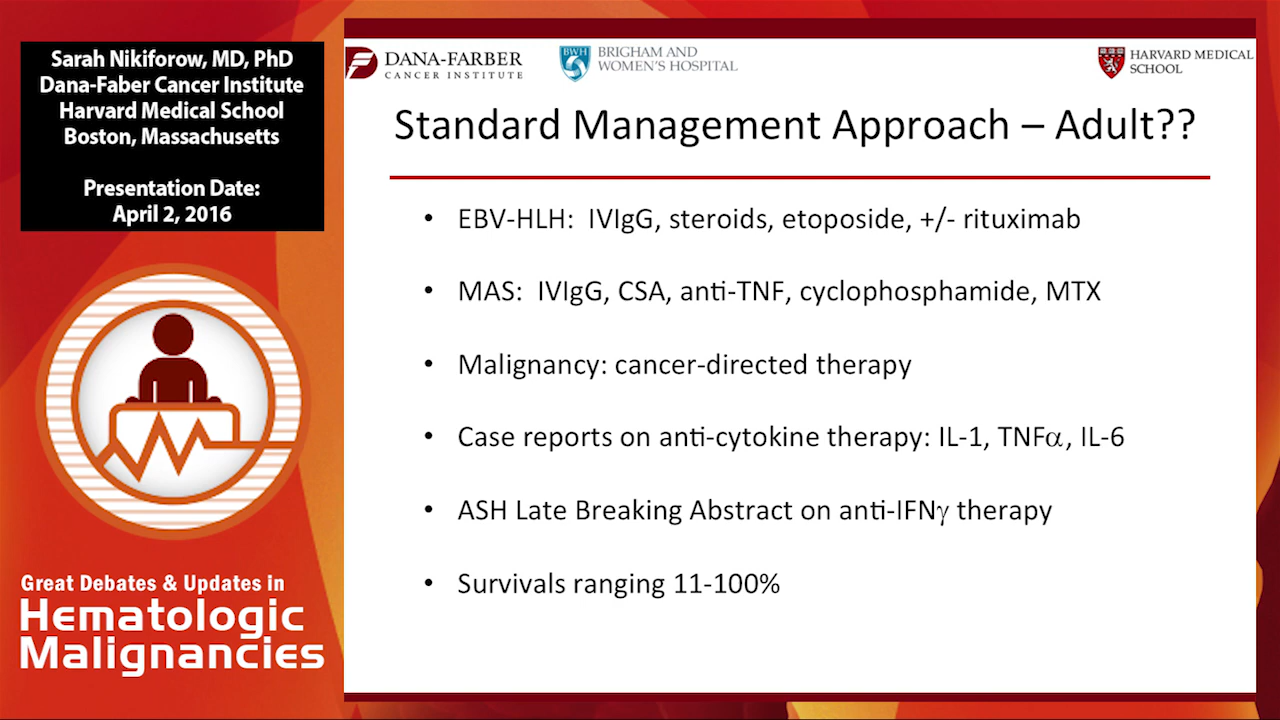 Sarah Nikiforow, MD, PhD
Dana-Faber Cancer Institute
Harvard Medical School
Boston, Massachusetts
Presentation Date:
April 2, 2016
Great Debates & Updates in
Hematologic
Malignancies
DANA-FARBER
CANCER INSTITUTE
BWH
BRIGHAM AND
WOMEN'S HOSPITAL
HARVARD MEDICAL
SCHOOL
Standard Management Approach – Adult??
• EBV-HLH: IVIgG, steroids, etoposide, +/- rituximab
• MAS: IVIgG, CSA, anti-TNF, cyclophosphamide, MTX
• Malignancy: cancer-directed therapy
• Case reports on anti-cytokine therapy: IL-1, TNFα, IL-6
• ASH Late Breaking Abstract on anti-IFNγ therapy
• Survivals ranging 11-100%